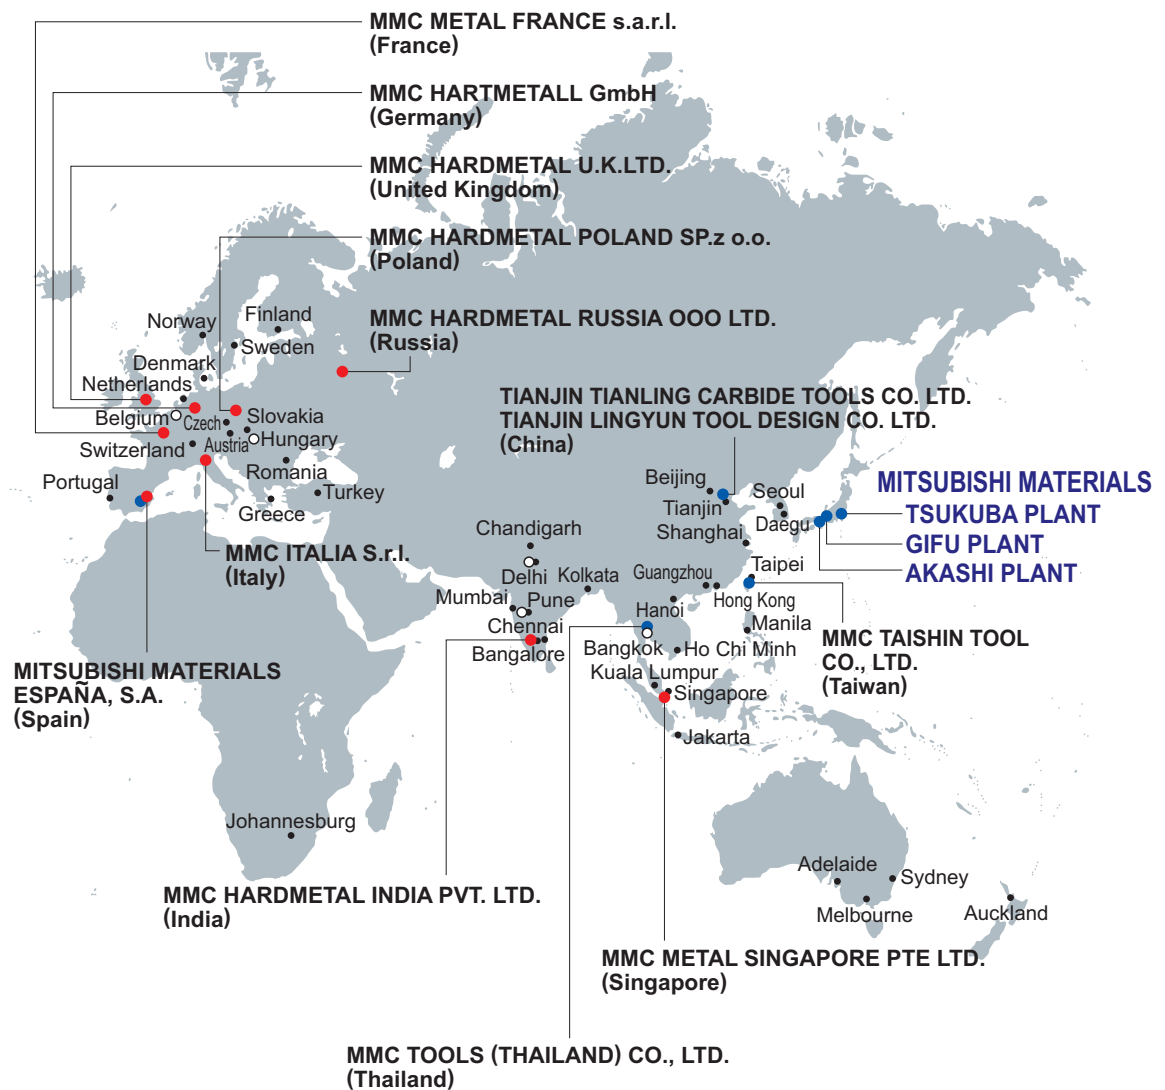 MMC METAL FRANCE s.a.r.l.
(France)
MMC HARTMETALL GmbH
(Germany)
MMC HARDMETAL U.K.LTD.
(United Kingdom)
MMC HARDMETAL POLAND SP.z o.o.
(Poland)
MMC HARDMETAL RUSSIA OOO LTD.
(Russia)
Norway
Finland
Sweden
Denmark
Netherlands
Belgium
Czech
Slovakia
Switzerland
Austria
Hungary
Romania
Portugal
Turkey
Greece
TIANJIN TIANLING CARBIDE TOOLS CO. LTD.
TIANJIN LINGYUN TOOL DESIGN CO. LTD.
(China)
Beijing
Tianjin
Seoul
Daegu
Shanghai
MITSUBISHI MATERIALS
TSUKUBA PLANT
GIFU PLANT
AKASHI PLANT
MMC ITALIA S.r.l.
(Italy)
Chandigarh
Delhi
Kolkata
Mumbai
Pune
Chennai
Bangalore
Guangzhou
Taipei
Hong Kong
Hanoi
Manila
Bangkok
Ho Chi Minh
Kuala Lumpur
Singapore
Jakarta
MMC TAISHIN TOOL
CO., LTD.
(Taiwan)
MITSUBISHI MATERIALS
ESPAÑA, S.A.
(Spain)
Johannesburg
Adelaide
Sydney
Melbourne
Auckland
MMC HARDMETAL INDIA PVT. LTD.
(India)
MMC METAL SINGAPORE PTE LTD.
(Singapore)
MMC TOOLS (THAILAND) CO., LTD.
(Thailand)